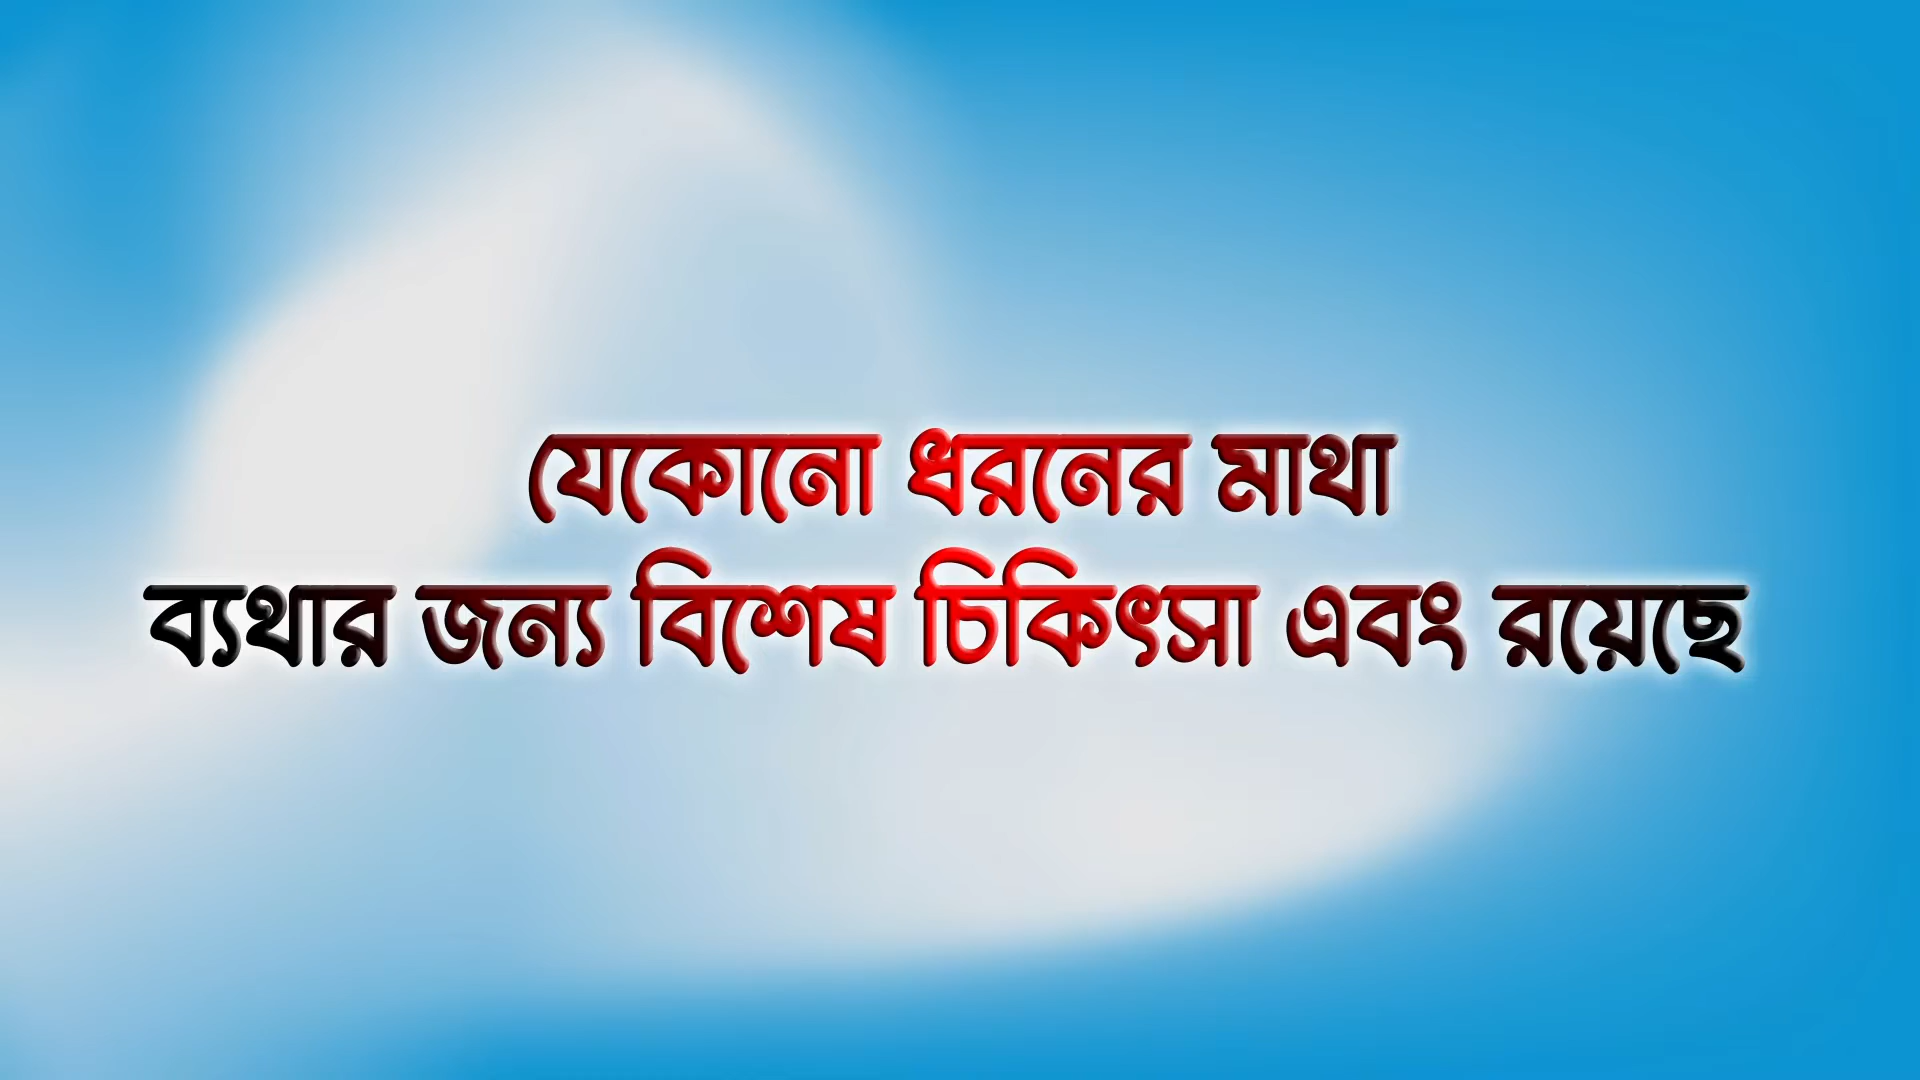 যেকোনো ধরনের মাথা
ব্যথার জন্য বিশেষ চিকিৎসা এবং রয়েছে